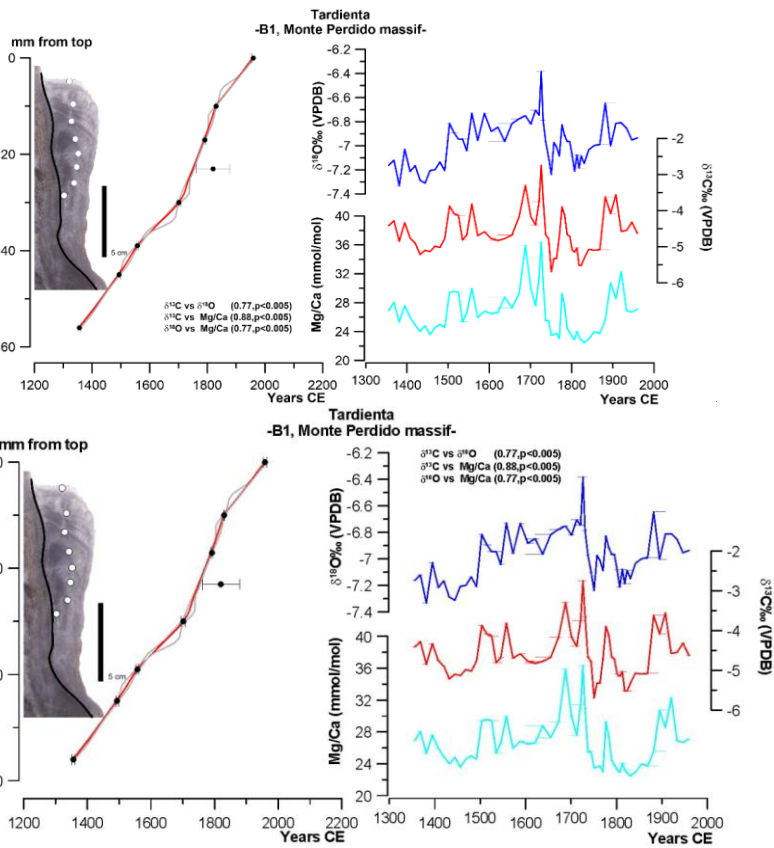 Tardienta
-B1, Monte Perdido massif-
mm from top
0
20
40
60
5 cm
δ¹³C vs δ¹⁸O (0.77,p<0.005)
δ¹³C vs Mg/Ca (0.88,p<0.005)
δ¹⁸O vs Mg/Ca (0.77,p<0.005)
1200 1400 1600 1800 2000 2200
Years CE
-6.2
-6.4
-6.6
-6.8
-7
-7.2
-7.4
δ¹⁸O‰ (VPDB)
-2
-3
-4
-5
-6
δ¹³C‰ (VPDB)
40
36
32
28
24
20
Mg/Ca (mmol/mol)
1300 1400 1500 1600 1700 1800 1900 2000
Years CE
Tardienta
-B1, Monte Perdido massif-
mm from top
0
0
0
0
5 cm
1200 1400 1600 1800 2000 2200
Years CE
δ¹³C vs δ¹⁸O (0.77,p<0.005)
δ¹³C vs Mg/Ca (0.88,p<0.005)
δ¹⁸O vs Mg/Ca (0.77,p<0.005)
-6.2
-6.4
-6.6
-6.8
-7
-7.2
-7.4
δ¹⁸O‰ (VPDB)
-2
-3
-4
-5
-6
δ¹³C‰ (VPDB)
40
36
32
28
24
20
Mg/Ca (mmol/mol)
1300 1400 1500 1600 1700 1800 1900 2000
Years CE